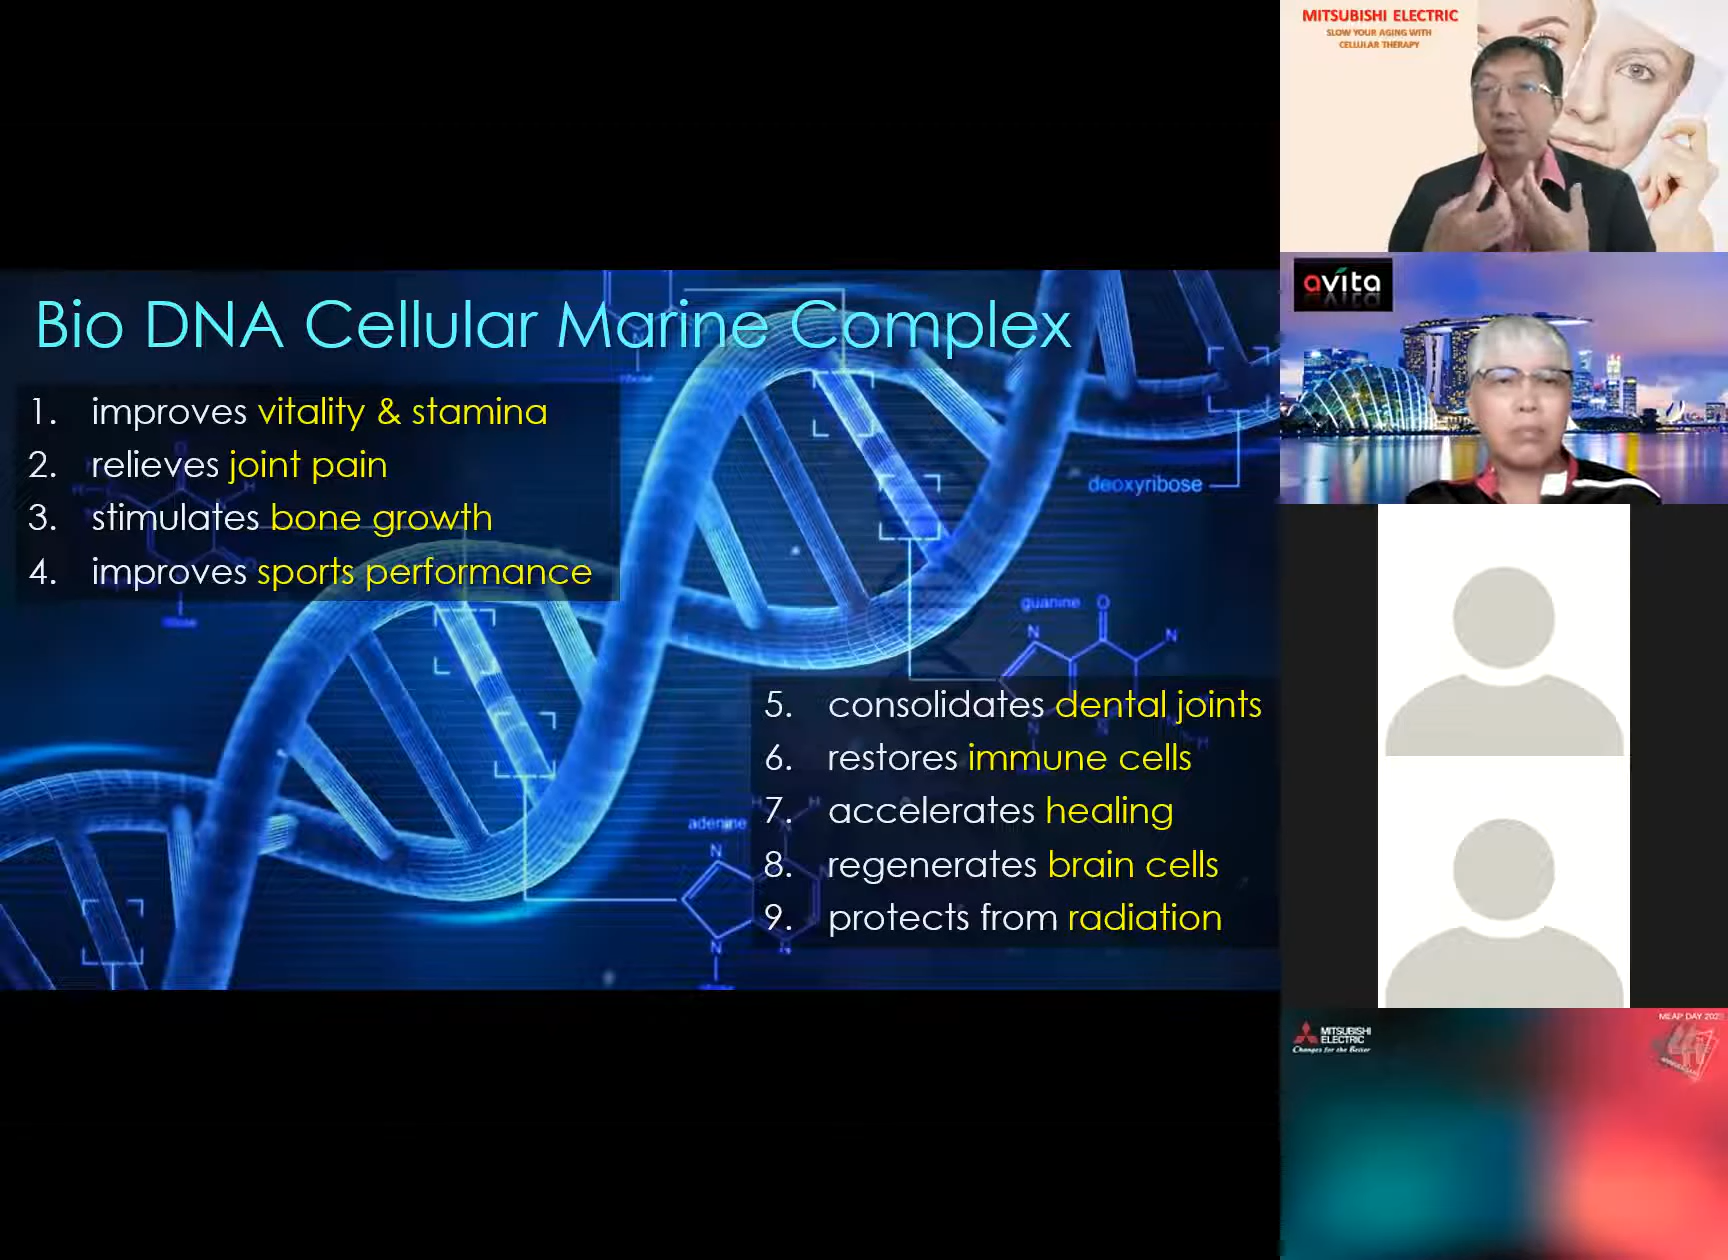 Bio DNA Cellular Marine Complex
1. improves vitality & stamina
2. relieves joint pain
3. stimulates bone growth
4. improves sports performance
deoxyribose
guanine
O
N
N
5. consolidates dental joints
6. restores immune cells
7. accelerates healing
8. regenerates brain cells
9. protects from radiation
adenine
N
N
N
MITSUBISHI ELECTRIC
SLOW YOUR AGING WITH
CELLULAR THERAPY
avita
MITSUBISHI
ELECTRIC
Changes for the Better